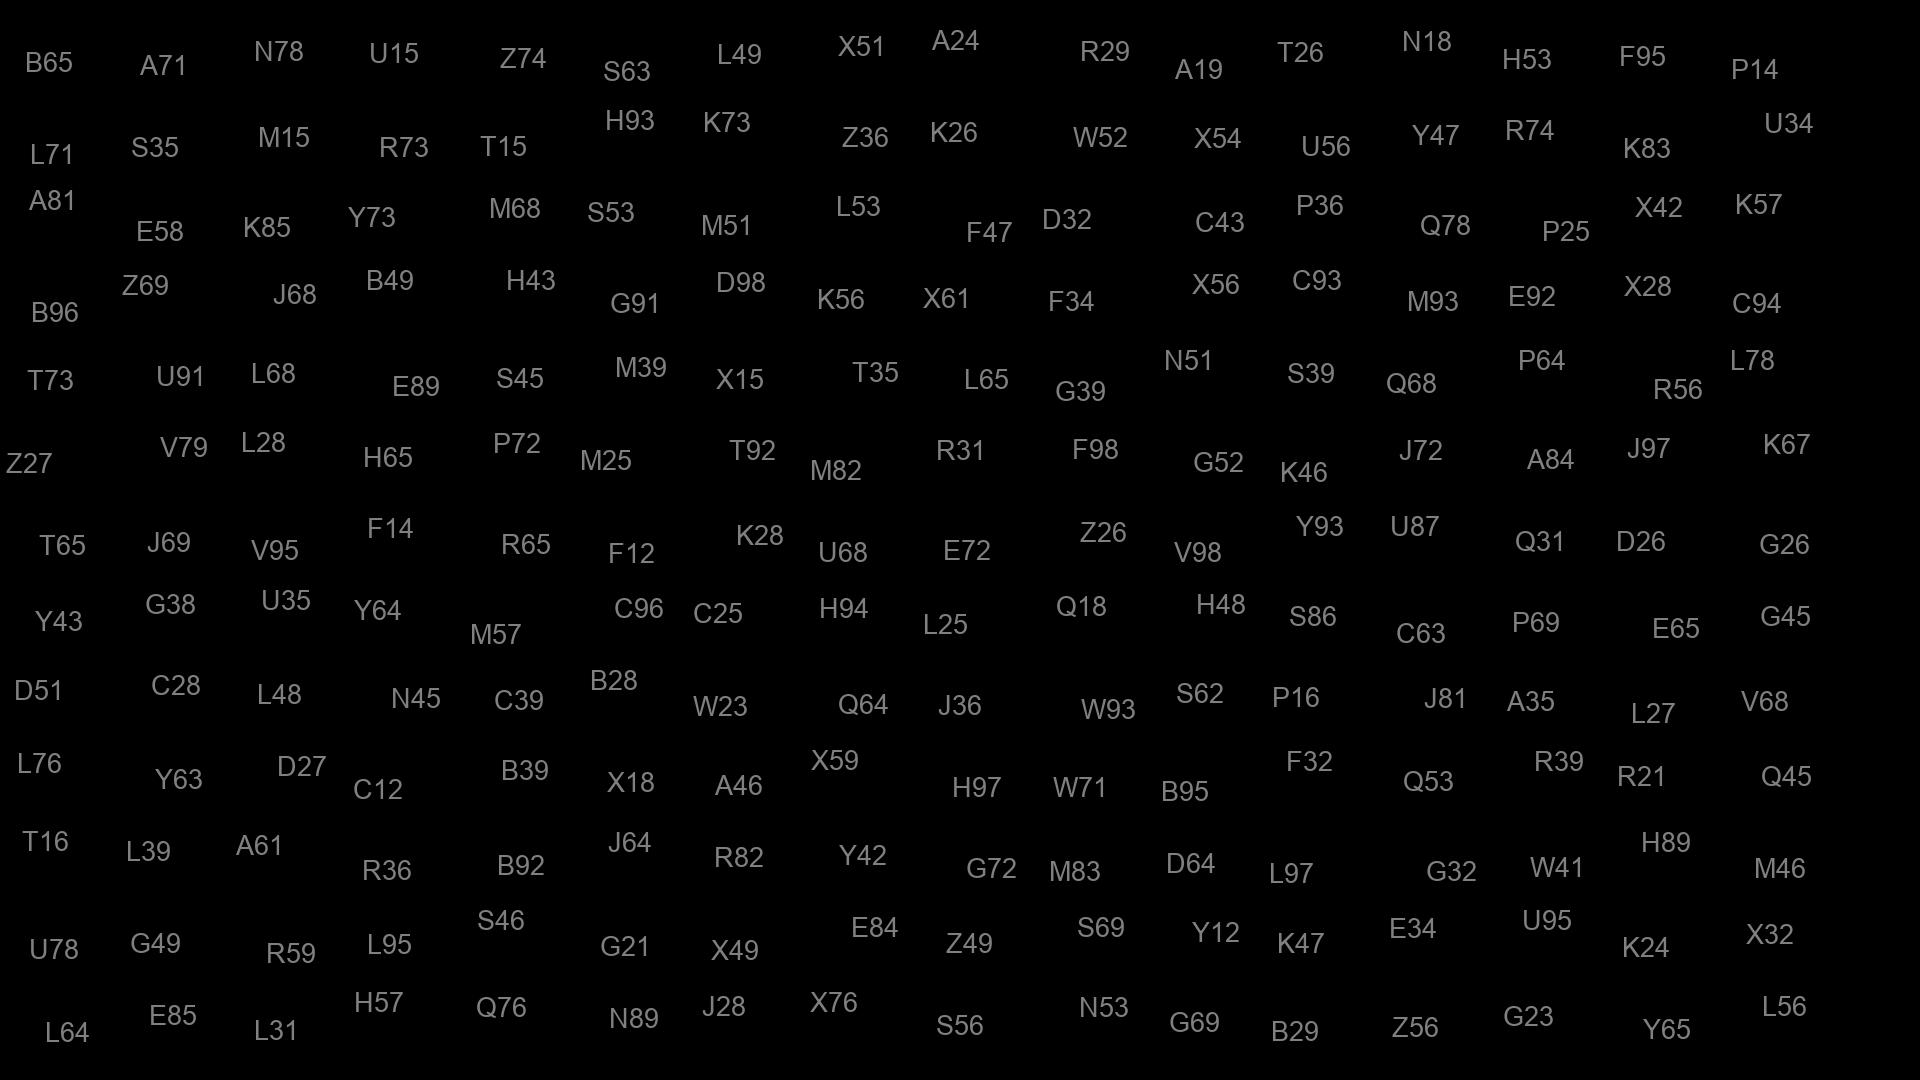 B65 A71 N78 U15 Z74 S63 L49 X51 A24 R29 A19 T26 N18 H53 F95 P14
L71 S35 M15 R73 T15 H93 K73 Z36 K26 W52 X54 U56 Y47 R74 K83 U34
A81 E58 K85 Y73 M68 S53 M51 L53 F47 D32 C43 P36 Q78 P25 X42 K57
B96 Z69 J68 B49 H43 G91 D98 K56 X61 F34 X56 C93 M93 E92 X28 C94
T73 U91 L68 E89 S45 M39 X15 T35 L65 G39 N51 S39 Q68 P64 R56 L78
Z27 V79 L28 H65 P72 M25 T92 M82 R31 F98 G52 K46 J72 A84 J97 K67
T65 J69 V95 F14 R65 F12 K28 U68 E72 Z26 V98 Y93 U87 Q31 D26 G26
Y43 G38 U35 Y64 M57 C96 C25 H94 L25 Q18 H48 S86 C63 P69 E65 G45
D51 C28 L48 N45 C39 B28 W23 Q64 J36 W93 S62 P16 J81 A35 L27 V68
L76 Y63 D27 C12 B39 X18 A46 X59 H97 W71 B95 F32 Q53 R39 R21 Q45
T16 L39 A61 R36 B92 J64 R82 Y42 G72 M83 D64 L97 G32 W41 H89 M46
U78 G49 R59 L95 S46 G21 X49 E84 Z49 S69 Y12 K47 E34 U95 K24 X32
L64 E85 L31 H57 Q76 N89 J28 X76 S56 N53 G69 B29 Z56 G23 Y65 L56